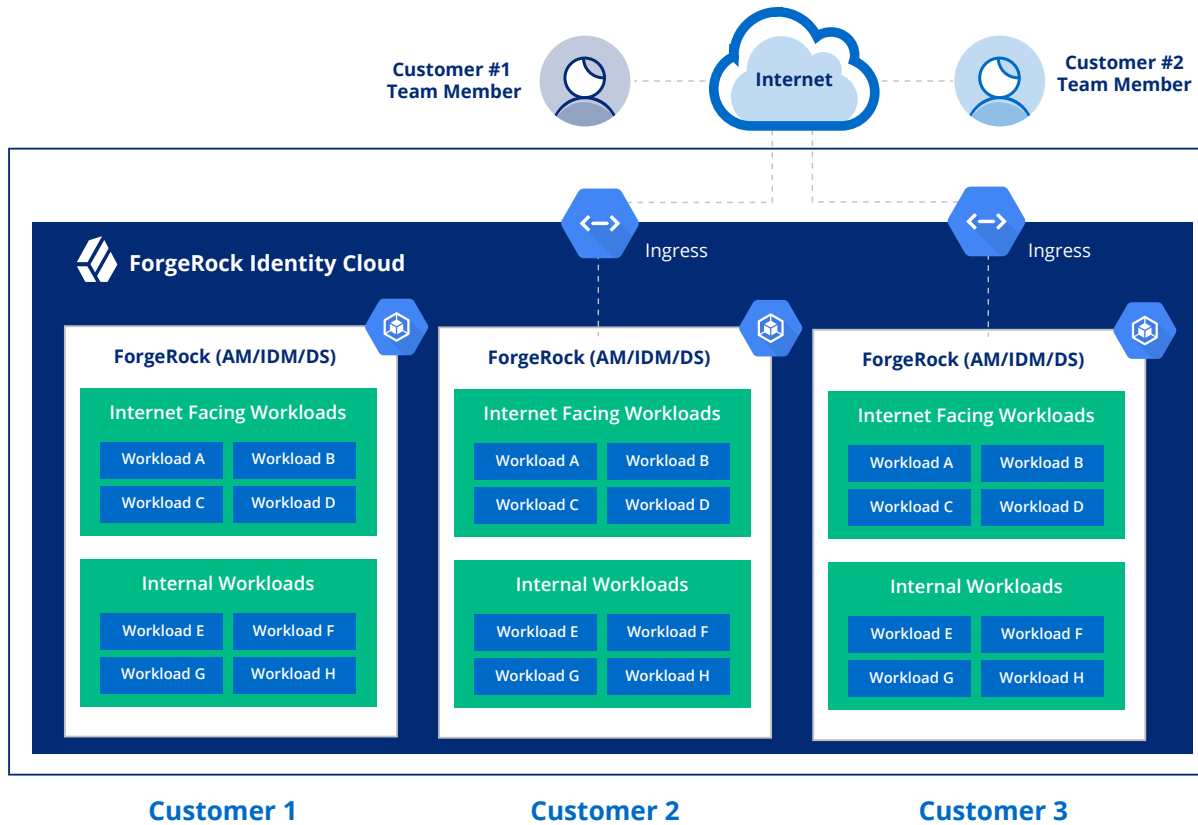 Customer #1
Team Member
Internet
Customer #2
Team Member
Ingress
Ingress
ForgeRock Identity Cloud
ForgeRock (AM/IDM/DS)
Internet Facing Workloads
Workload A
Workload B
Workload C
Workload D
Internal Workloads
Workload E
Workload F
Workload G
Workload H
ForgeRock (AM/IDM/DS)
Internet Facing Workloads
Workload A
Workload B
Workload C
Workload D
Internal Workloads
Workload E
Workload F
Workload G
Workload H
ForgeRock (AM/IDM/DS)
Internet Facing Workloads
Workload A
Workload B
Workload C
Workload D
Internal Workloads
Workload E
Workload F
Workload G
Workload H
Customer 1
Customer 2
Customer 3